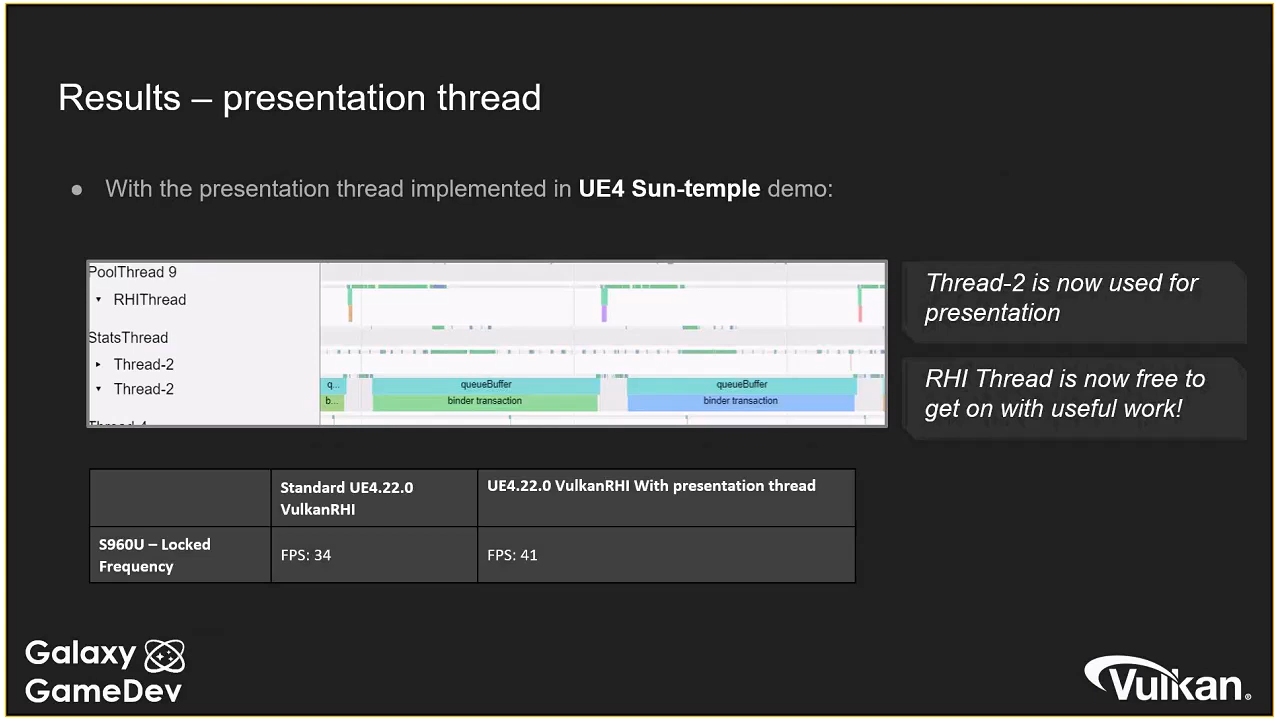 Results – presentation thread
● With the presentation thread implemented in UE4 Sun-temple demo:
PoolThread 9
RHIThread
StatsThread
Thread-2
Thread-2
q... queueBuffer queueBuffer
b... binder transaction binder transaction
Thread-2 is now used for
presentation
RHI Thread is now free to
get on with useful work!
Standard UE4.22.0
VulkanRHI
UE4.22.0 VulkanRHI With presentation thread
S960U – Locked
Frequency
FPS: 34
FPS: 41
Galaxy
GameDev
Vulkan®